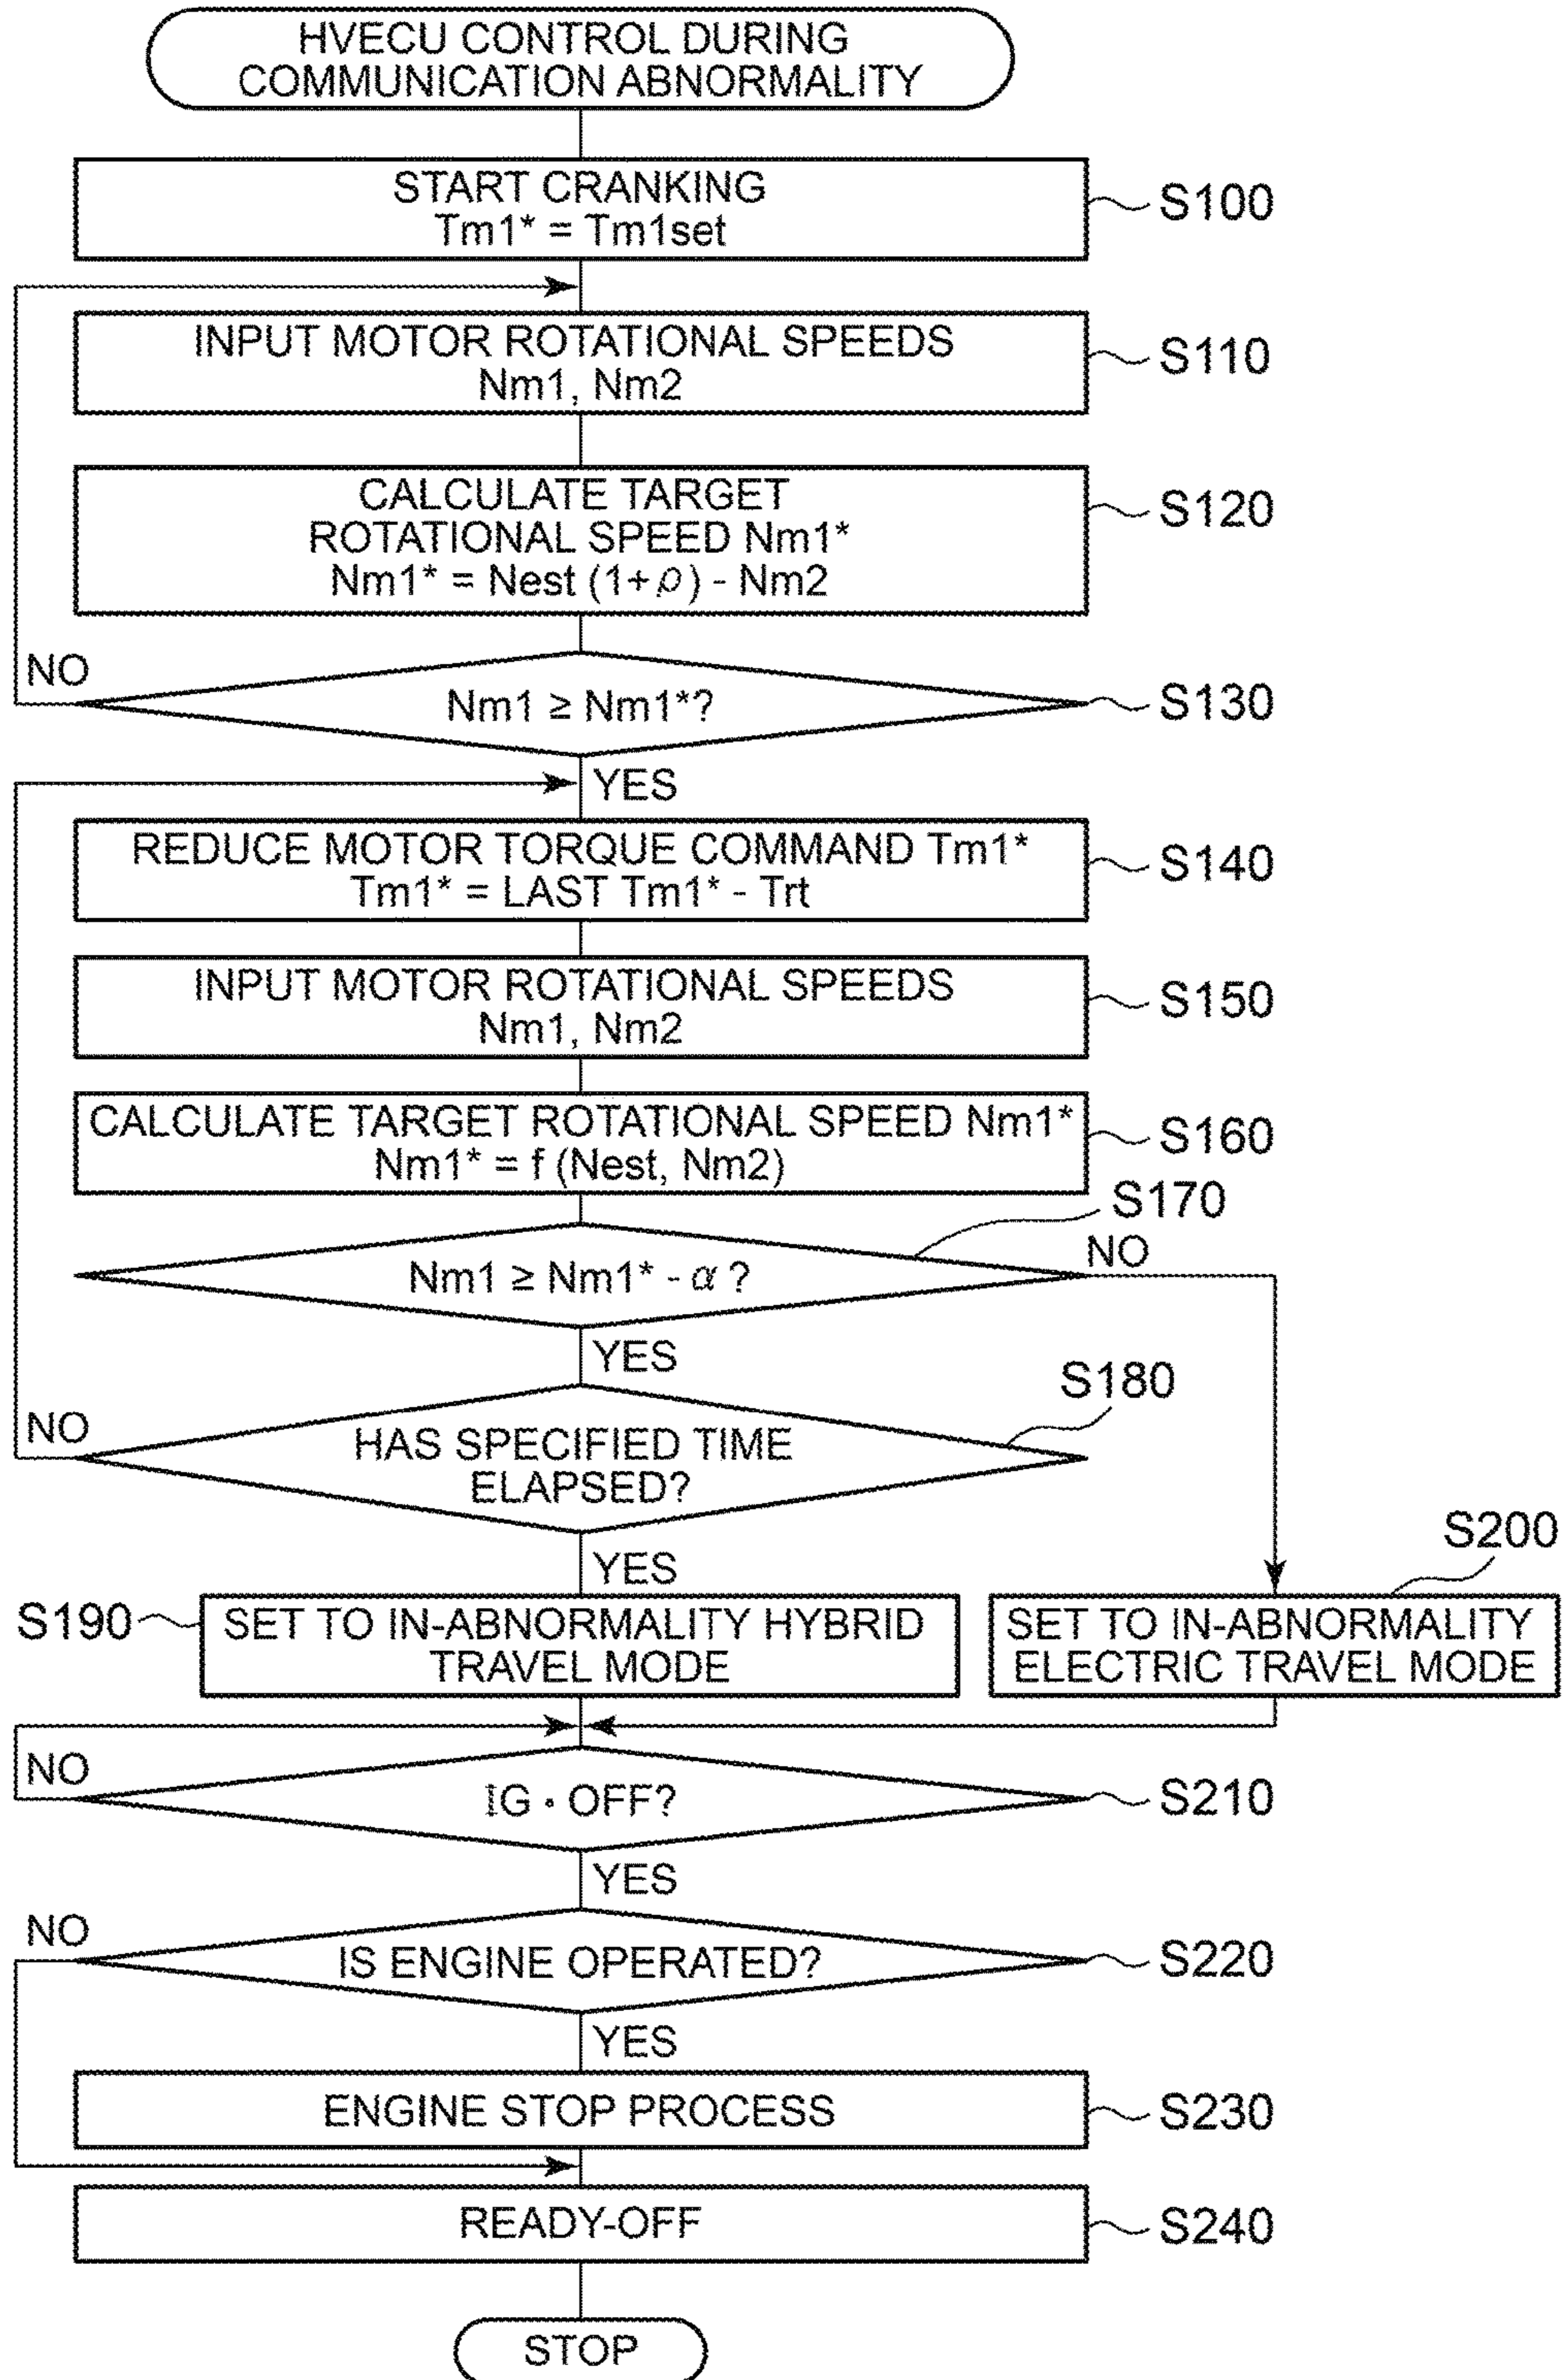 HVECU CONTROL DURING
COMMUNICATION ABNORMALITY
START CRANKING
Tm1* = Tm1set
S100
INPUT MOTOR ROTATIONAL SPEEDS
Nm1, Nm2
S110
CALCULATE TARGET
ROTATIONAL SPEED Nm1*
Nm1* = Nest (1+ρ) - Nm2
S120
NO
Nm1 ≥ Nm1*?
S130
YES
REDUCE MOTOR TORQUE COMMAND Tm1*
Tm1* = LAST Tm1* - Trt
S140
INPUT MOTOR ROTATIONAL SPEEDS
Nm1, Nm2
S150
CALCULATE TARGET ROTATIONAL SPEED Nm1*
Nm1* = f (Nest, Nm2)
S160
S170
Nm1 ≥ Nm1* - α ?
NO
YES
S180
NO
HAS SPECIFIED TIME
ELAPSED?
YES
S200
S190
SET TO IN-ABNORMALITY HYBRID
TRAVEL MODE
SET TO IN-ABNORMALITY
ELECTRIC TRAVEL MODE
NO
IG · OFF?
S210
YES
NO
IS ENGINE OPERATED?
S220
YES
ENGINE STOP PROCESS
S230
READY-OFF
S240
STOP